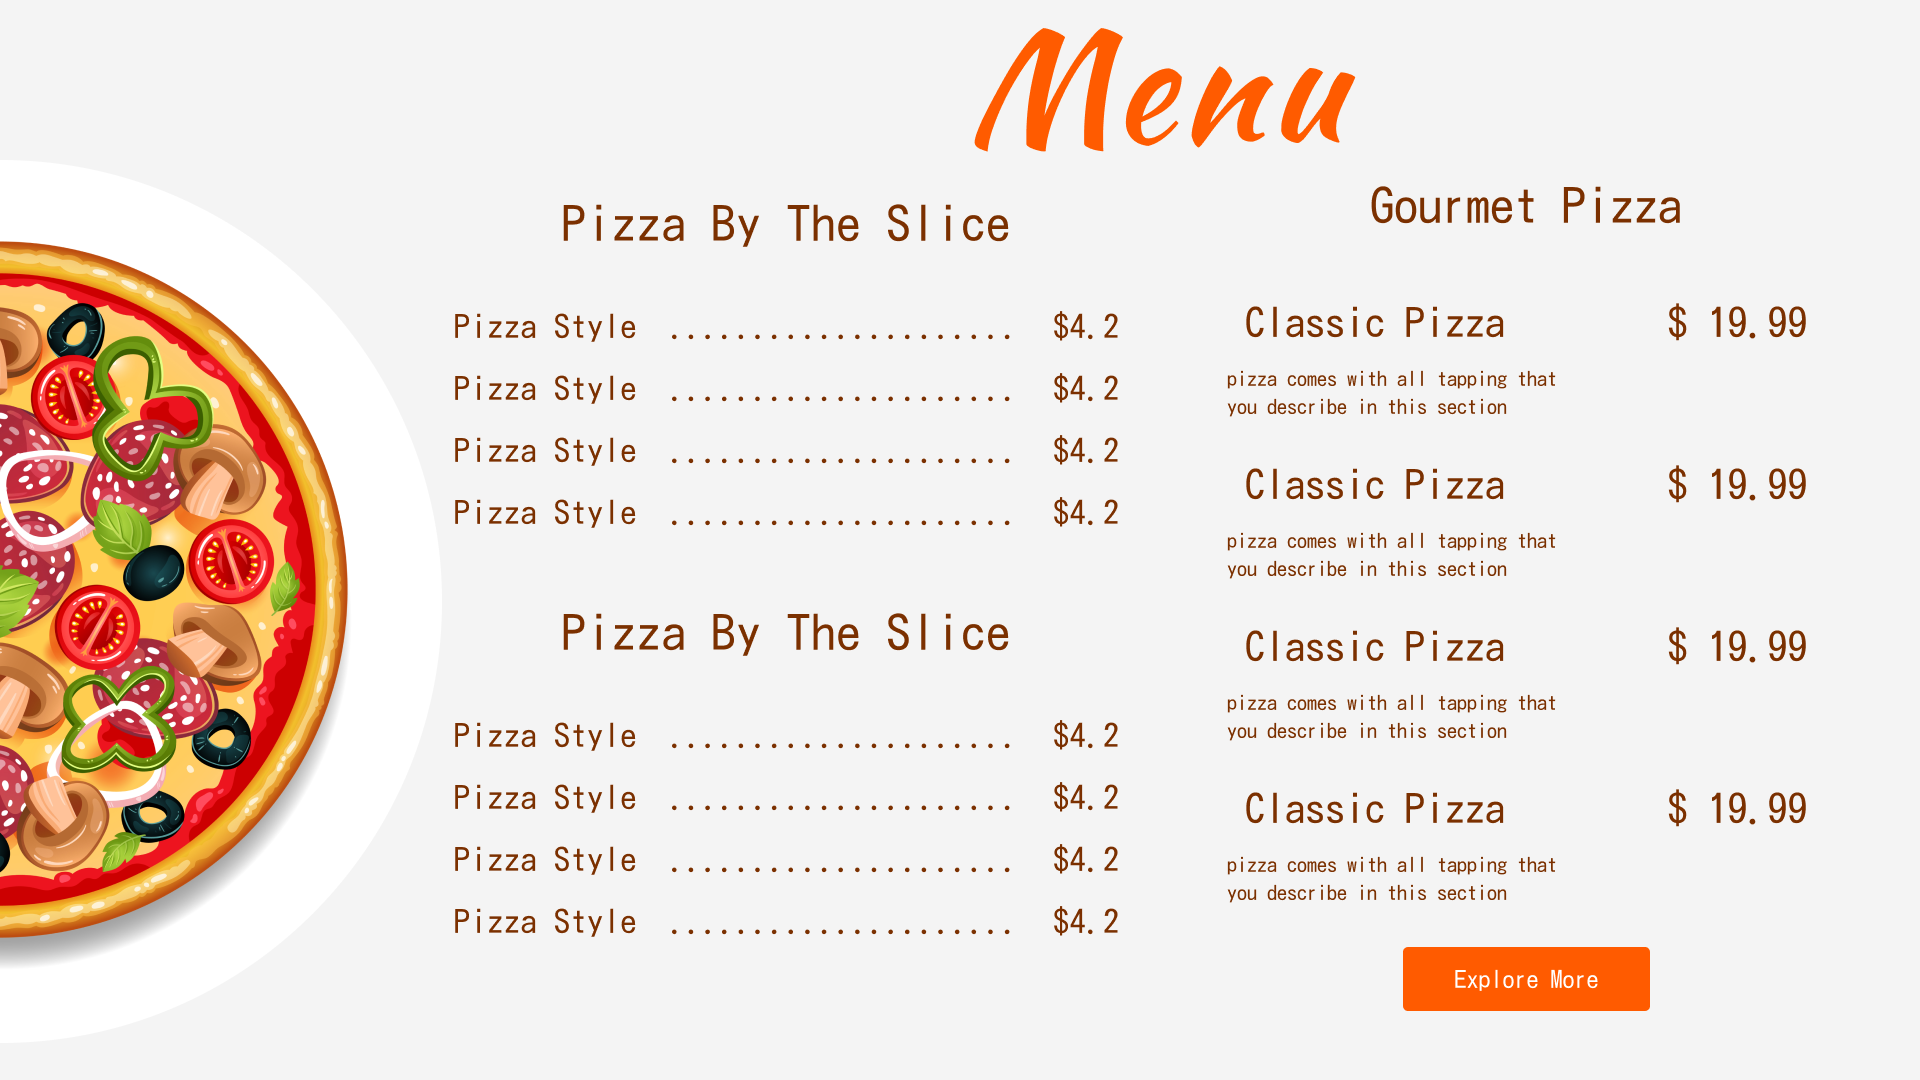 Menu
Pizza By The Slice
Pizza Style ..................... $4.2
Pizza Style ..................... $4.2
Pizza Style ..................... $4.2
Pizza Style ..................... $4.2
Pizza By The Slice
Pizza Style ..................... $4.2
Pizza Style ..................... $4.2
Pizza Style ..................... $4.2
Pizza Style ..................... $4.2
Gourmet Pizza
Classic Pizza $ 19.99
pizza comes with all tapping that
you describe in this section
Classic Pizza $ 19.99
pizza comes with all tapping that
you describe in this section
Classic Pizza $ 19.99
pizza comes with all tapping that
you describe in this section
Classic Pizza $ 19.99
pizza comes with all tapping that
you describe in this section
Explore More